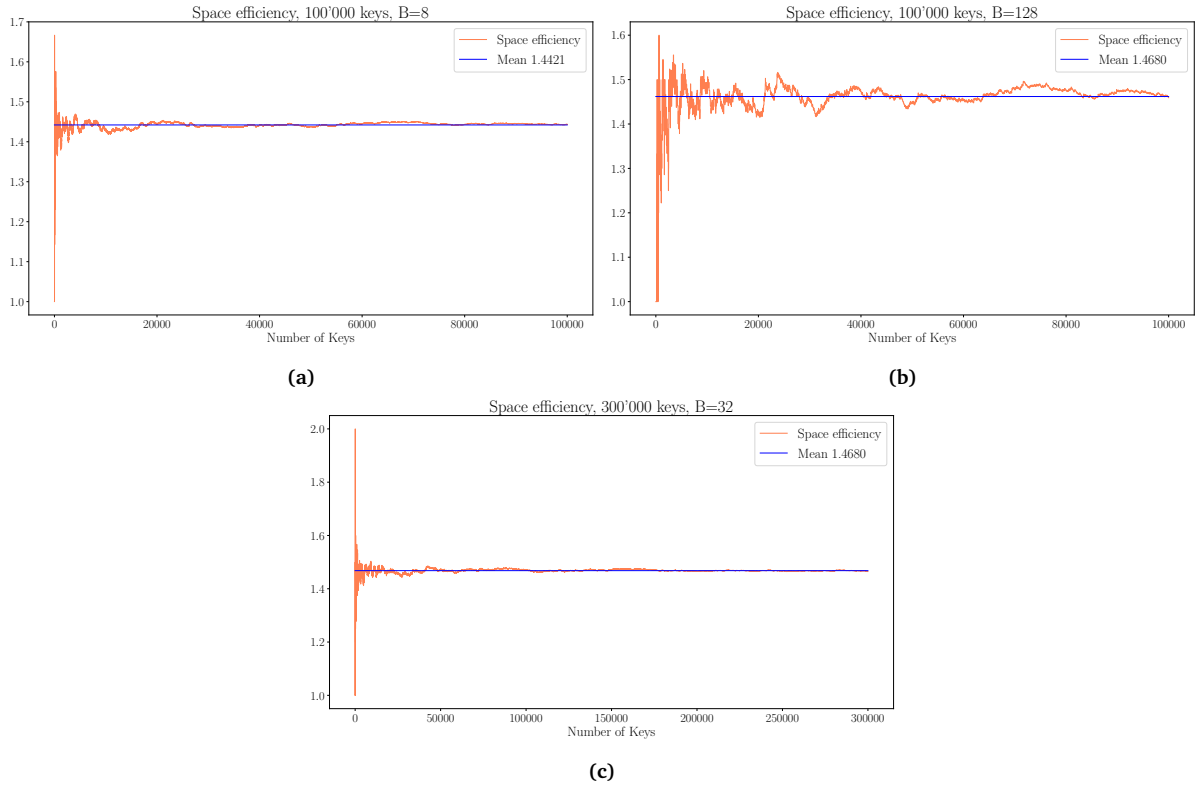 Space efficiency, 100'000 keys, B=8
1.7
1.6
1.5
1.4
1.3
1.2
1.1
1.0
Space efficiency
Mean 1.4421
0 20000 40000 60000 80000 100000
Number of Keys
(a)
Space efficiency, 100'000 keys, B=128
1.6
1.5
1.4
1.3
1.2
1.1
1.0
Space efficiency
Mean 1.4680
0 20000 40000 60000 80000 100000
Number of Keys
(b)
Space efficiency, 300'000 keys, B=32
2.0
1.8
1.6
1.4
1.2
1.0
Space efficiency
Mean 1.4680
0 50000 100000 150000 200000 250000 300000
Number of Keys
(c)